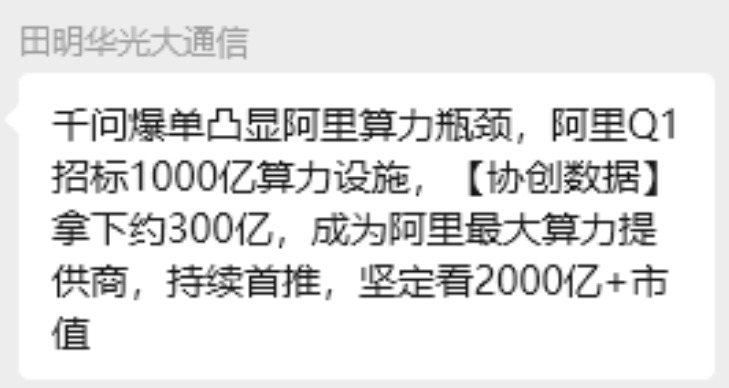 田明华光大通信
千问爆单凸显阿里算力瓶颈，阿里Q1
招标1000亿算力设施，【协创数据】
拿下约300亿，成为阿里最大算力提
供商，持续首推，坚定看2000亿+市
值